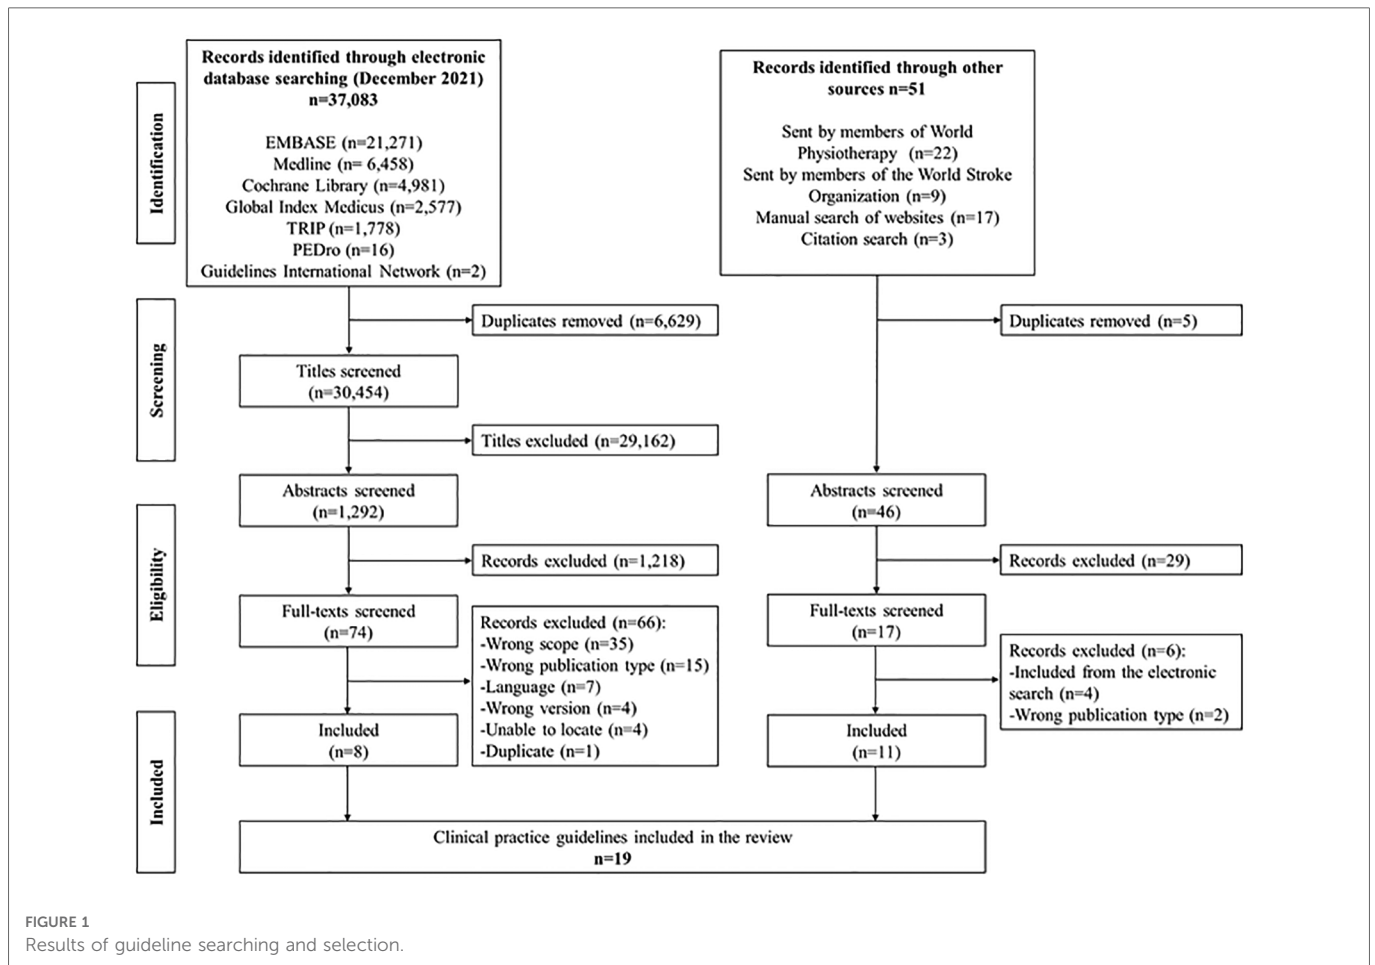 Identification
Records identified through electronic
database searching (December 2021)
n=37,083
EMBASE (n=21,271)
Medline (n= 6,458)
Cochrane Library (n=4,981)
Global Index Medicus (n=2,577)
TRIP (n=1,778)
PEDro (n=16)
Guidelines International Network (n=2)
Records identified through other
sources n=51
Sent by members of World
Physiotherapy (n=22)
Sent by members of the World Stroke
Organization (n=9)
Manual search of websites (n=17)
Citation search (n=3)
Screening
Duplicates removed (n=6,629)
Duplicates removed (n=5)
Titles screened
(n=30,454)
Titles excluded (n=29,162)
Abstracts screened
(n=1,292)
Abstracts screened
(n=46)
Eligibility
Records excluded (n=1,218)
Records excluded (n=29)
Full-texts screened
(n=74)
Records excluded (n=66):
-Wrong scope (n=35)
-Wrong publication type (n=15)
-Language (n=7)
-Wrong version (n=4)
-Unable to locate (n=4)
-Duplicate (n=1)
Full-texts screened
(n=17)
Records excluded (n=6):
-Included from the electronic
search (n=4)
-Wrong publication type (n=2)
Included
Included
(n=8)
Included
(n=11)
Clinical practice guidelines included in the review
n=19
FIGURE 1
Results of guideline searching and selection.